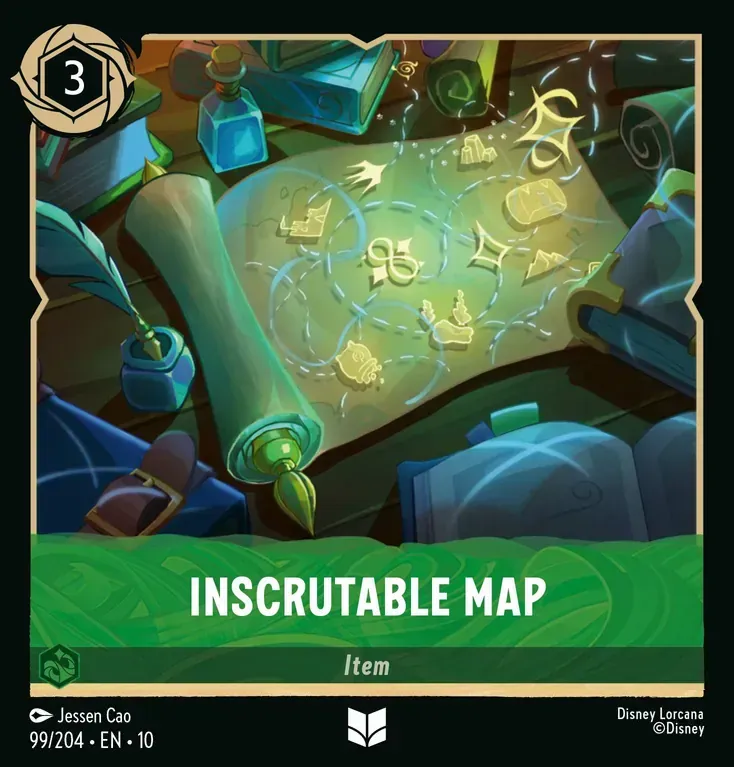 3
INSCRUTABLE MAP
Item
Jessen Cao
Disney Lorcana
99/204 • EN • 10
©Disney